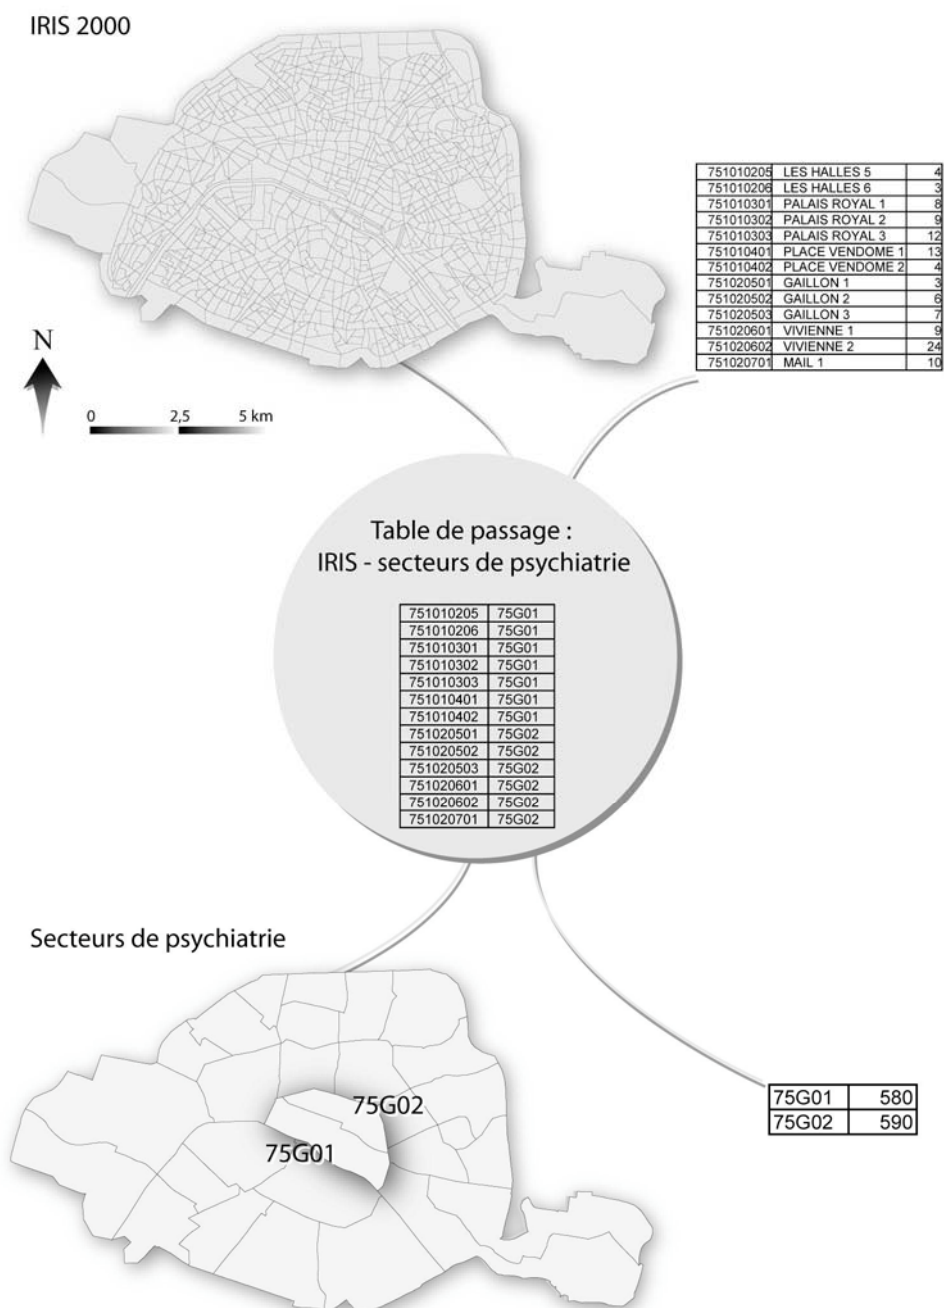 IRIS 2000
751010205 LES HALLES 5 4
751010206 LES HALLES 6 3
751010301 PALAIS ROYAL 1 8
751010302 PALAIS ROYAL 2 9
751010303 PALAIS ROYAL 3 12
751010401 PLACE VENDOME 1 13
751010402 PLACE VENDOME 2 4
751020501 GAILLON 1 3
751020502 GAILLON 2 6
751020503 GAILLON 3 7
751020601 VIVIENNE 1 9
751020602 VIVIENNE 2 24
751020701 MAIL 1 10
N
0 2,5 5 km
Table de passage :
IRIS - secteurs de psychiatrie
751010205 75G01
751010206 75G01
751010301 75G01
751010302 75G01
751010303 75G01
751010401 75G01
751010402 75G01
751020501 75G02
751020502 75G02
751020503 75G02
751020601 75G02
751020602 75G02
751020701 75G02
Secteurs de psychiatrie
75G02
75G01
75G01 580
75G02 590